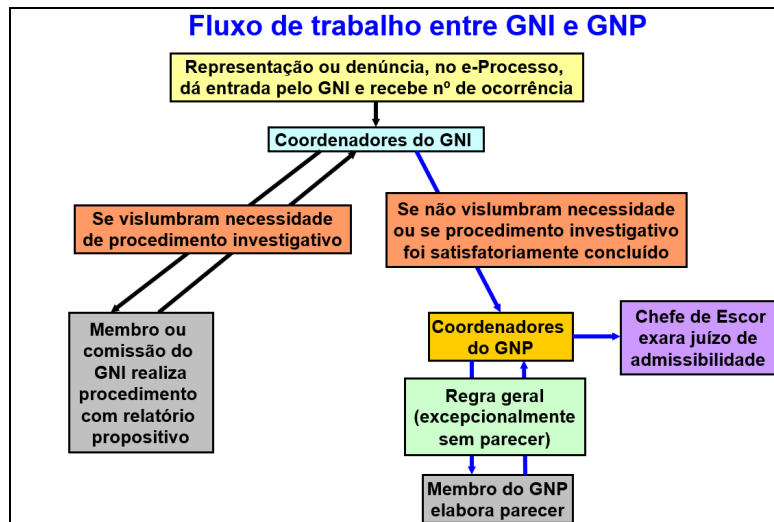 Fluxo de trabalho entre GNI e GNP
Representação ou denúncia, no e-Processo,
dá entrada pelo GNI e recebe nº de ocorrência
Coordenadores do GNI
Se vislumbram necessidade
de procedimento investigativo
Se não vislumbram necessidade
ou se procedimento investigativo
foi satisfatoriamente concluído
Membro ou
comissão do
GNI realiza
procedimento
com relatório
propositivo
Coordenadores
do GNP
Chefe de Escor
exara juízo de
admissibilidade
Regra geral
(excepcionalmente
sem parecer)
Membro do GNP
elabora parecer